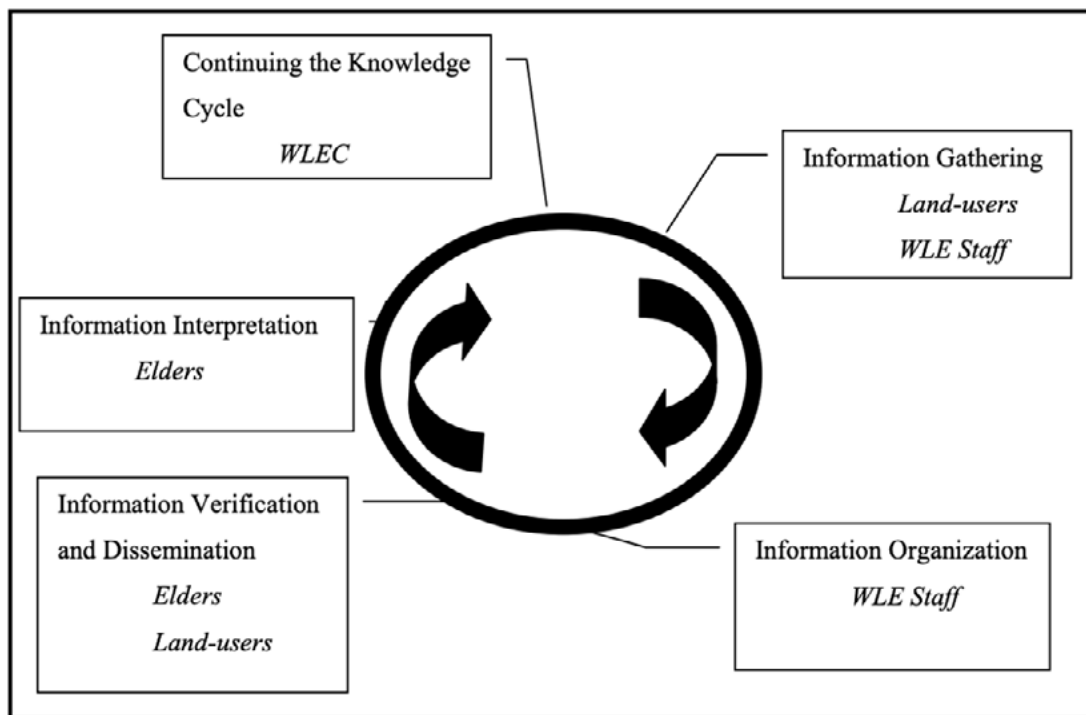 Continuing the Knowledge
Cycle
WLEC
Information Gathering
Land-users
WLE Staff
Information Interpretation
Elders
Information Verification
and Dissemination
Elders
Land-users
Information Organization
WLE Staff